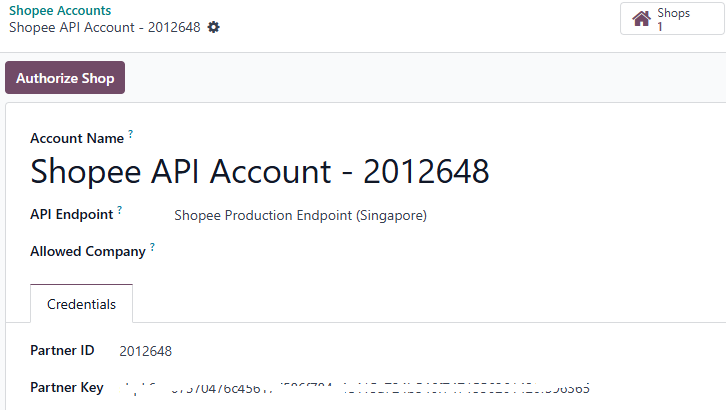 Shopee Accounts
Shopee API Account - 2012648
Shops
1
Authorize Shop
Account Name ?
Shopee API Account - 2012648
API Endpoint ? Shopee Production Endpoint (Singapore)
Allowed Company ?
Credentials
Partner ID 2012648
Partner Key